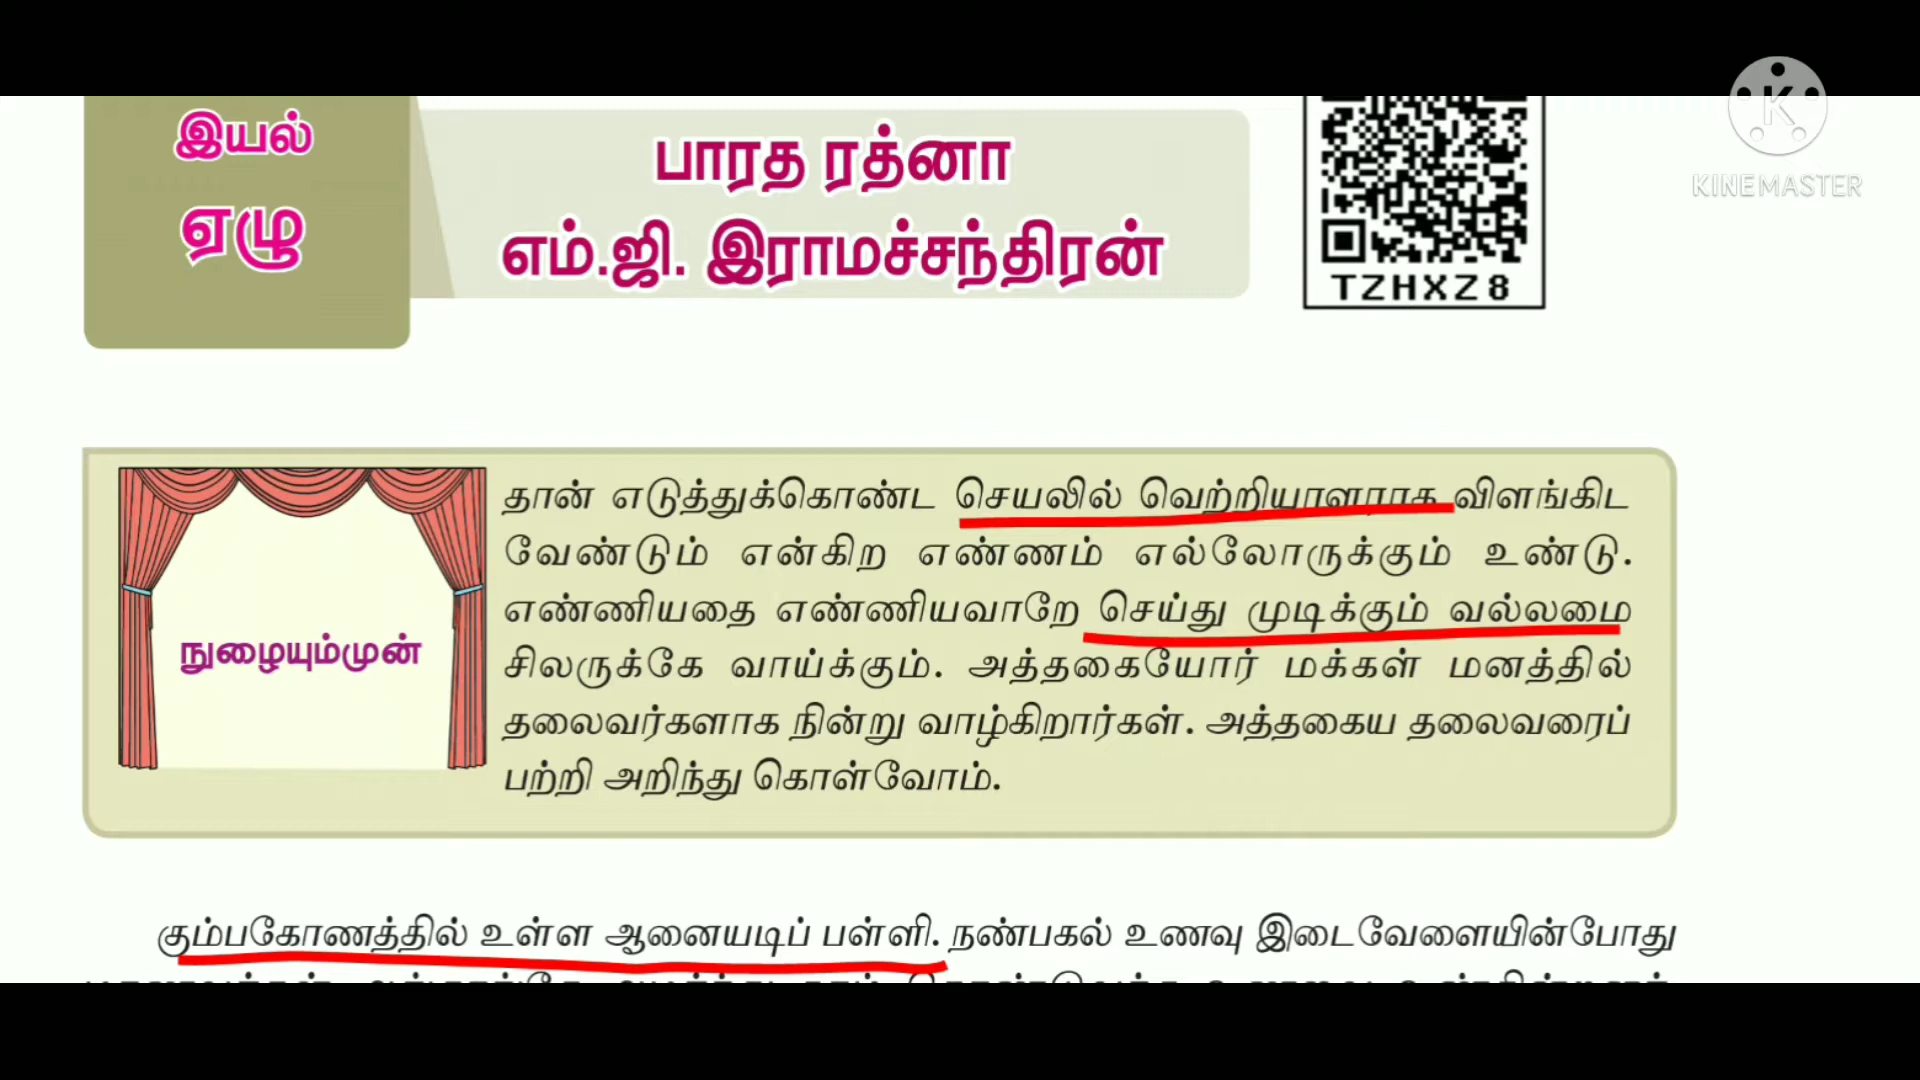 இயல்
ஏழு
பாரத ரத்னா
எம்.ஜி. இராமச்சந்திரன்
TZHXZ8
KINEMASTER
நுழையும்முன்
தான் எடுத்துக்கொண்ட செயலில் வெற்றியாளராக விளங்கிட
வேண்டும் என்கிற எண்ணம் எல்லோருக்கும் உண்டு.
எண்ணியதை எண்ணியவாறே செய்து முடிக்கும் வல்லமை
சிலருக்கே வாய்க்கும். அத்தகையோர் மக்கள் மனத்தில்
தலைவர்களாக நின்று வாழ்கிறார்கள். அத்தகைய தலைவரைப்
பற்றி அறிந்து கொள்வோம்.
கும்பகோணத்தில் உள்ள ஆனையடிப் பள்ளி. நண்பகல் உணவு இடைவேளையின்போது